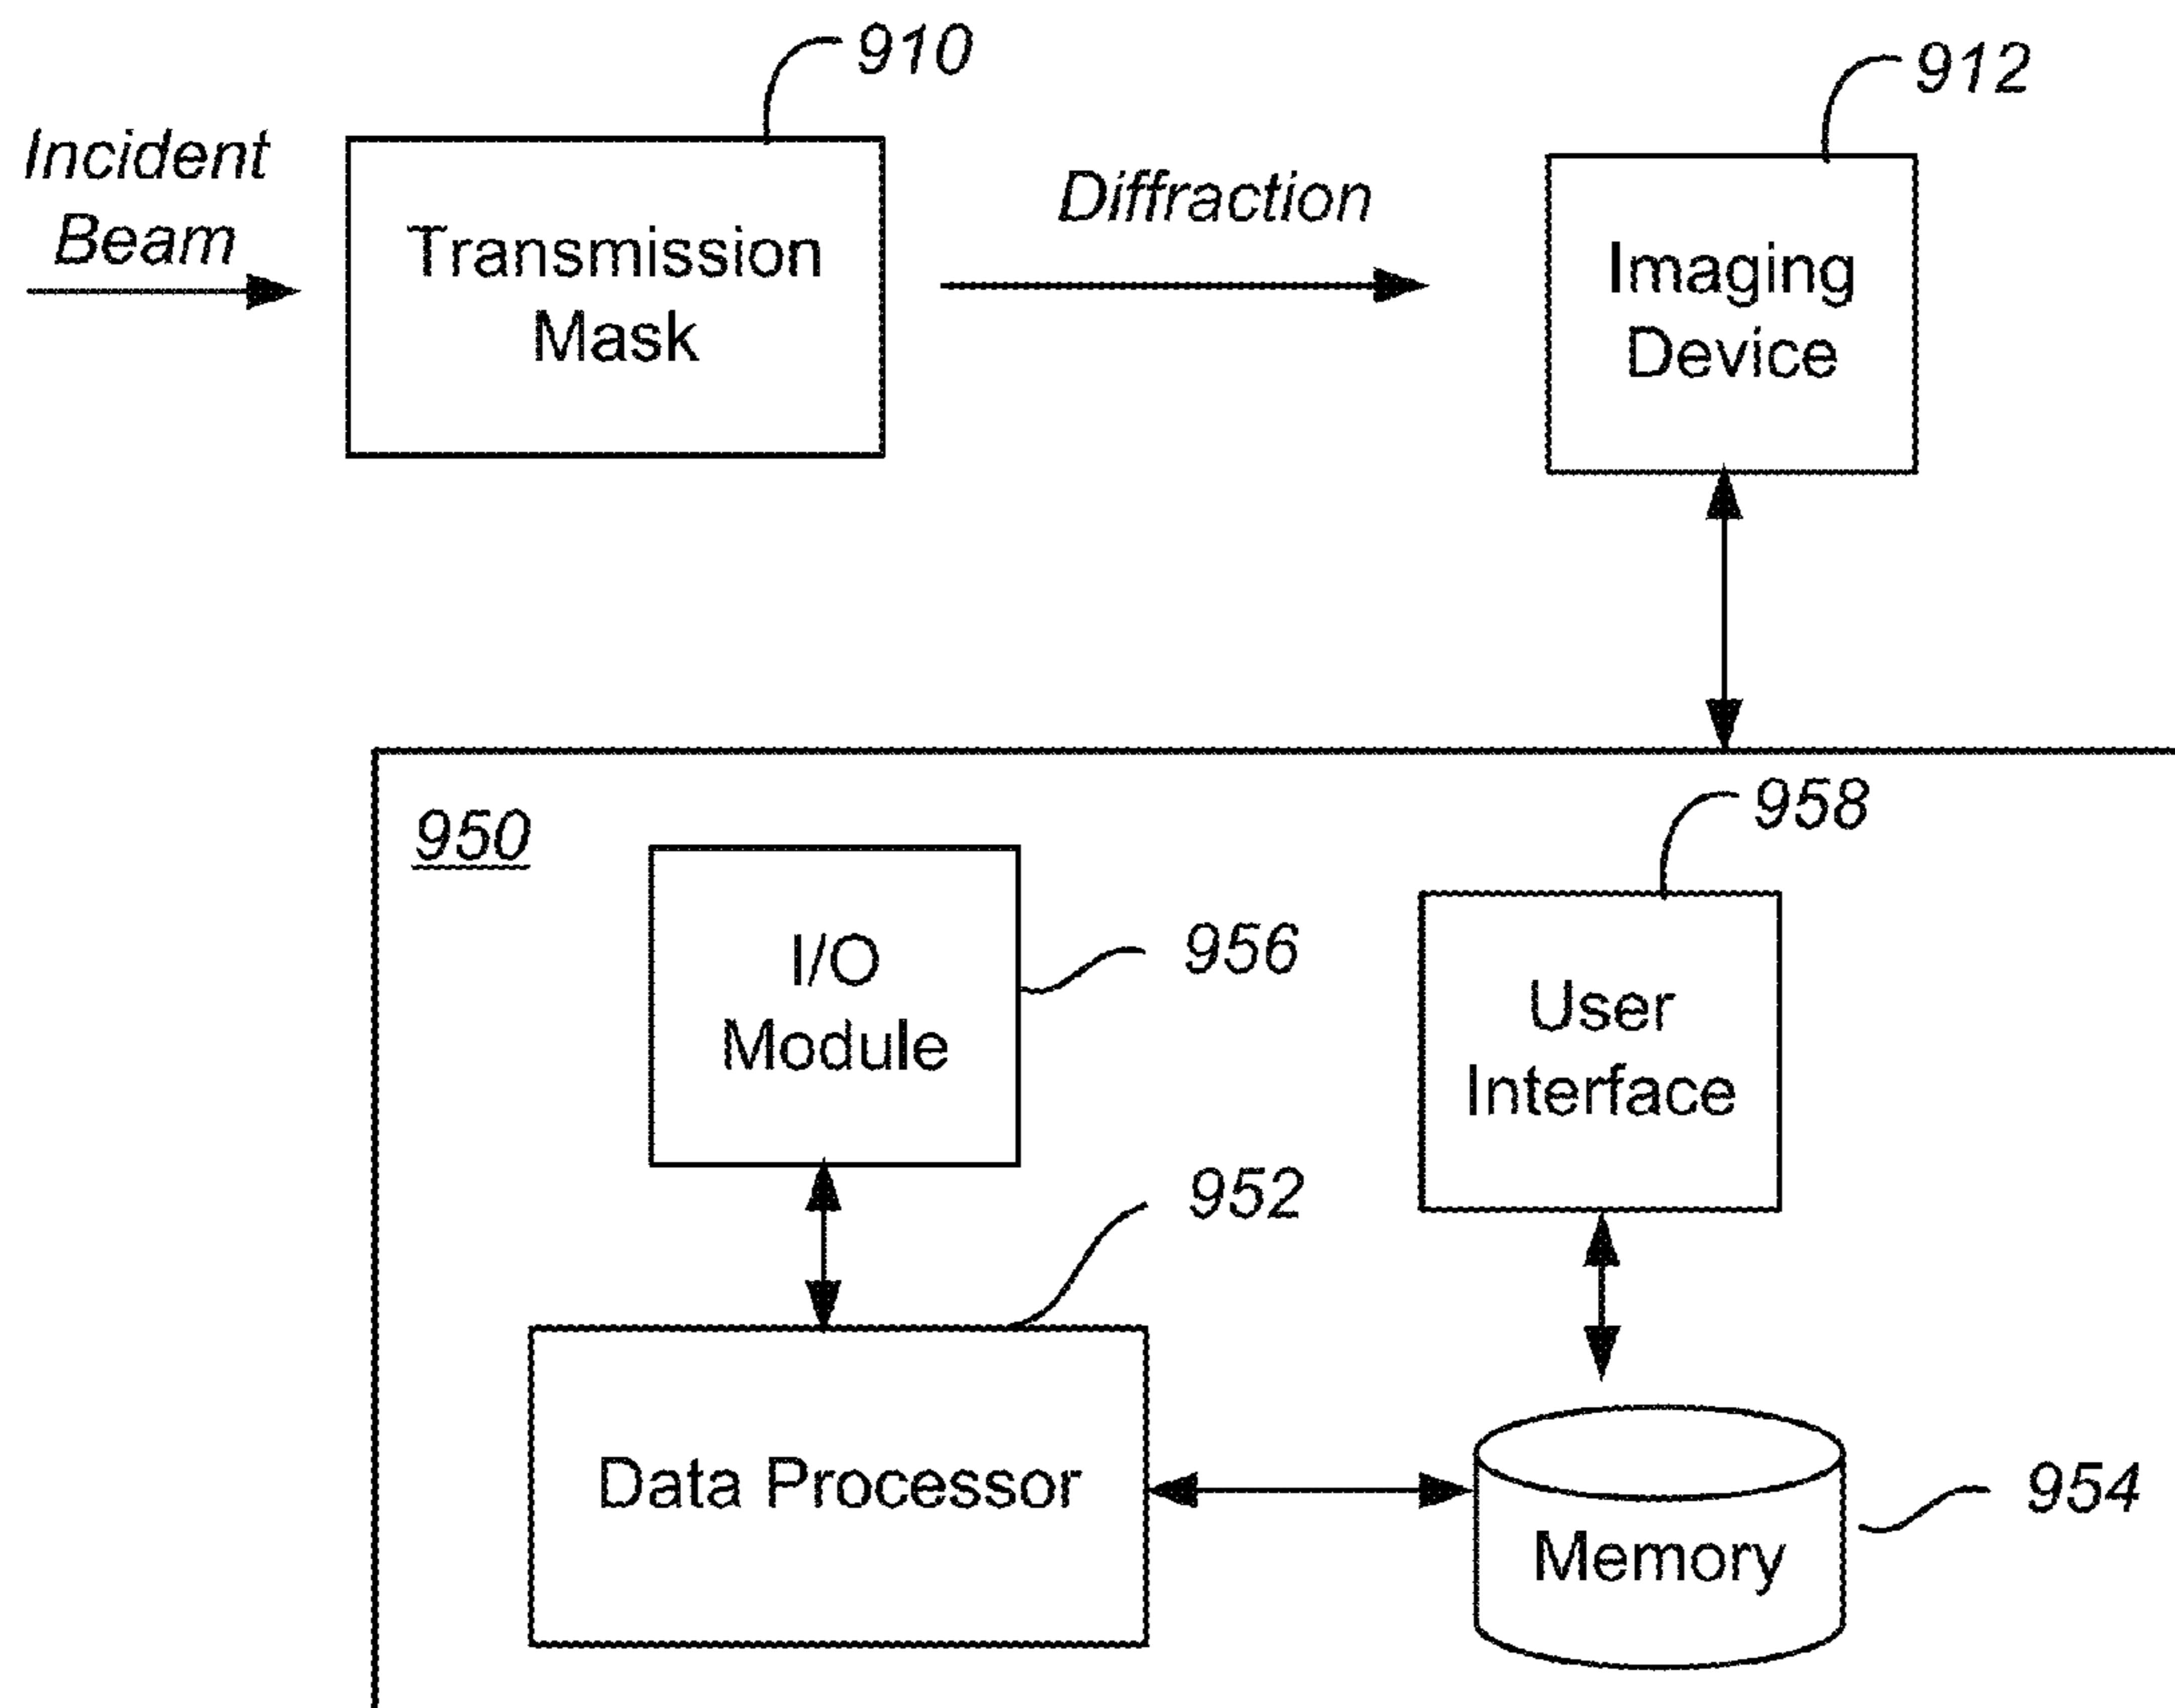 910
912
Incident
Beam
Transmission
Mask
Diffraction
Imaging
Device
950
958
I/O
Module
956
User
Interface
952
Data Processor
Memory
954